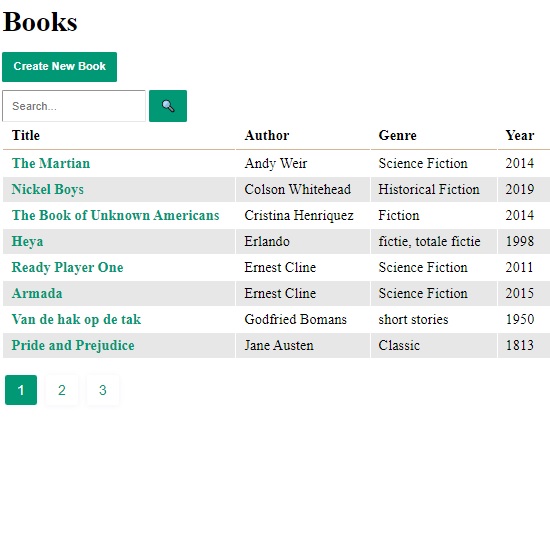 Books
Create New Book
Search...
Title Author Genre Year
The Martian Andy Weir Science Fiction 2014
Nickel Boys Colson Whitehead Historical Fiction 2019
The Book of Unknown Americans Cristina Henriquez Fiction 2014
Heya Erlando fictie, totale fictie 1998
Ready Player One Ernest Cline Science Fiction 2011
Armada Ernest Cline Science Fiction 2015
Van de hak op de tak Godfried Bomans short stories 1950
Pride and Prejudice Jane Austen Classic 1813
1 2 3